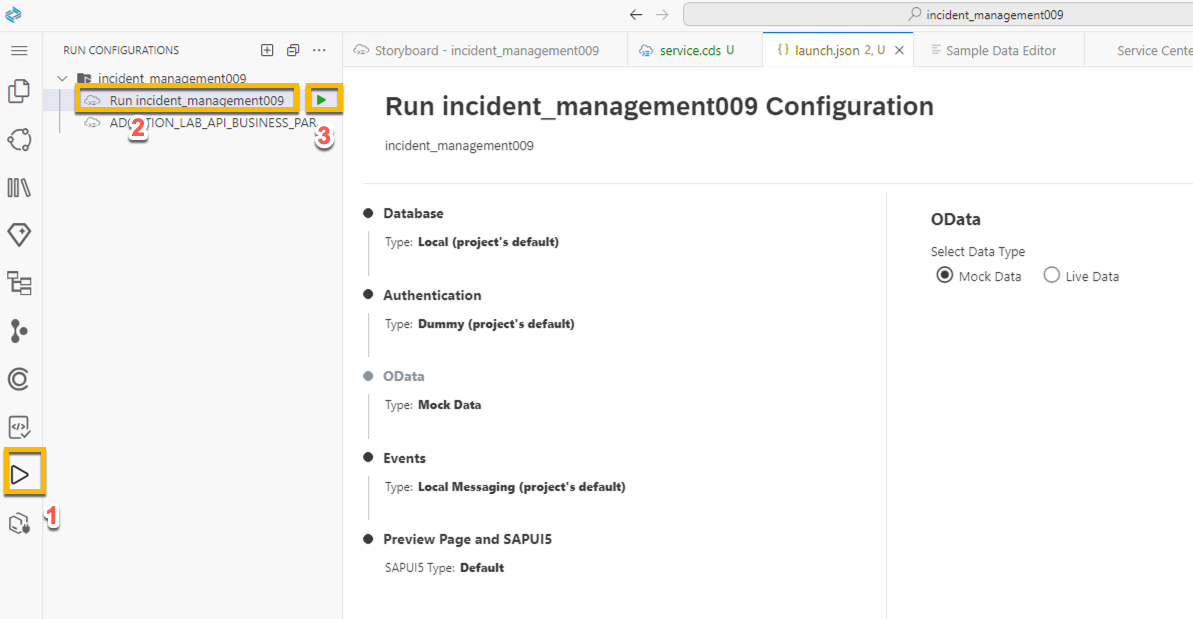 incident_management009
RUN CONFIGURATIONS
Storyboard - incident_management009
service.cds U
{} launch.json 2, U
Sample Data Editor
Service Cente
incident_management009
Run incident_management009
2
3
1
Run incident_management009 Configuration
incident_management009
Database
Type: Local (project's default)
Authentication
Type: Dummy (project's default)
OData
Type: Mock Data
Events
Type: Local Messaging (project's default)
Preview Page and SAPUI5
SAPUI5 Type: Default
OData
Select Data Type
Mock Data
Live Data